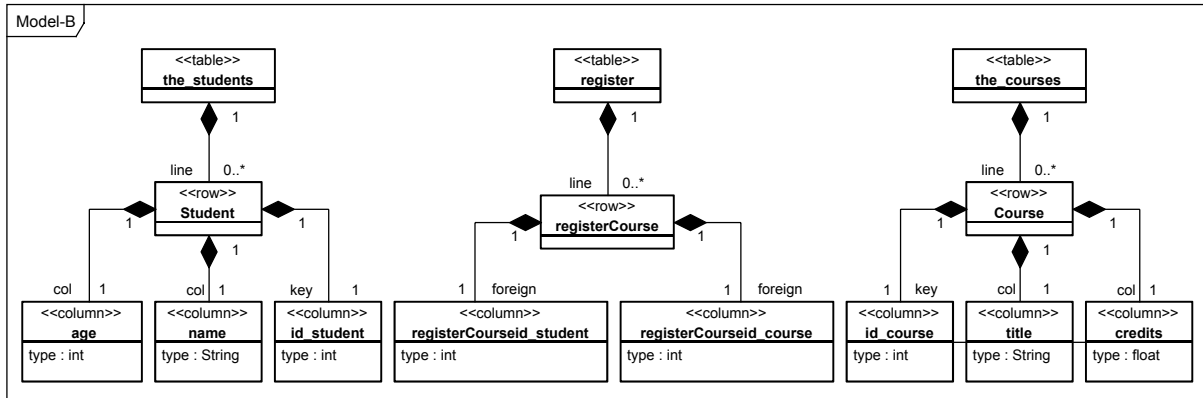 Model-B
<<table>>
the_students
1
line 0..*
<<row>>
Student
1
1
1
col 1
col 1
key 1
<<column>>
age
type : int
<<column>>
name
type : String
<<column>>
id_student
type : int
<<table>>
register
1
line 0..*
<<row>>
registerCourse
1
1
1 foreign
1 foreign
<<column>>
registerCourseid_student
type : int
<<column>>
registerCourseid_course
type : int
<<table>>
the_courses
1
line 0..*
<<row>>
Course
1
1
1
1 key
col 1
col 1
<<column>>
id_course
type : int
<<column>>
title
type : String
<<column>>
credits
type : float